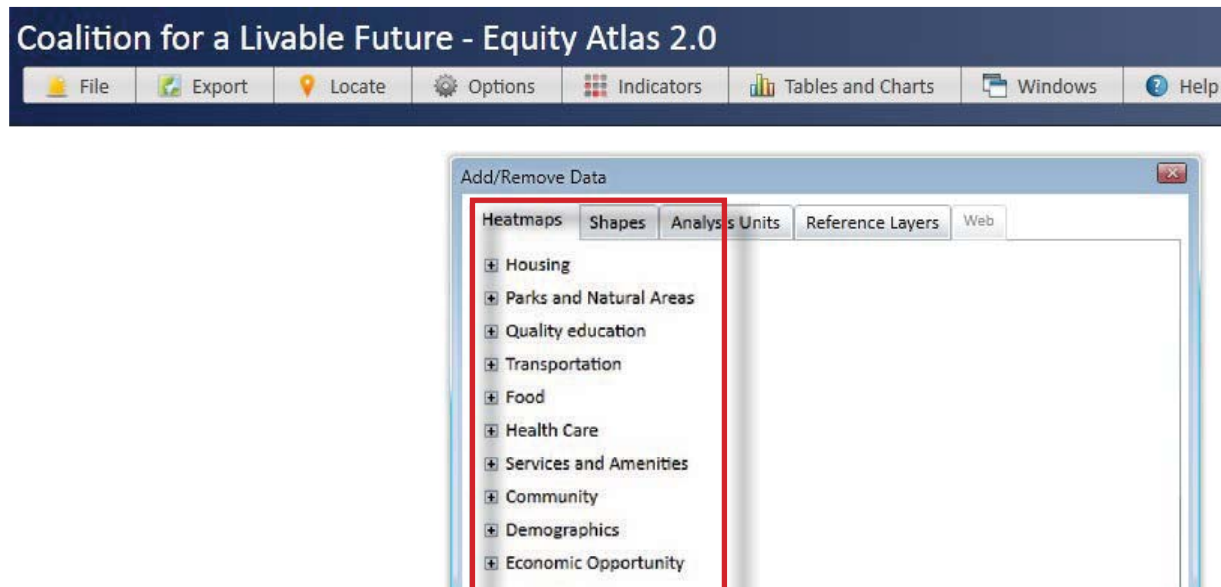 Coalition for a Livable Future - Equity Atlas 2.0
File Export Locate Options Indicators Tables and Charts Windows Help
Add/Remove Data
Heatmaps Shapes Analysis Units Reference Layers Web
Housing
Parks and Natural Areas
Quality education
Transportation
Food
Health Care
Services and Amenities
Community
Demographics
Economic Opportunity